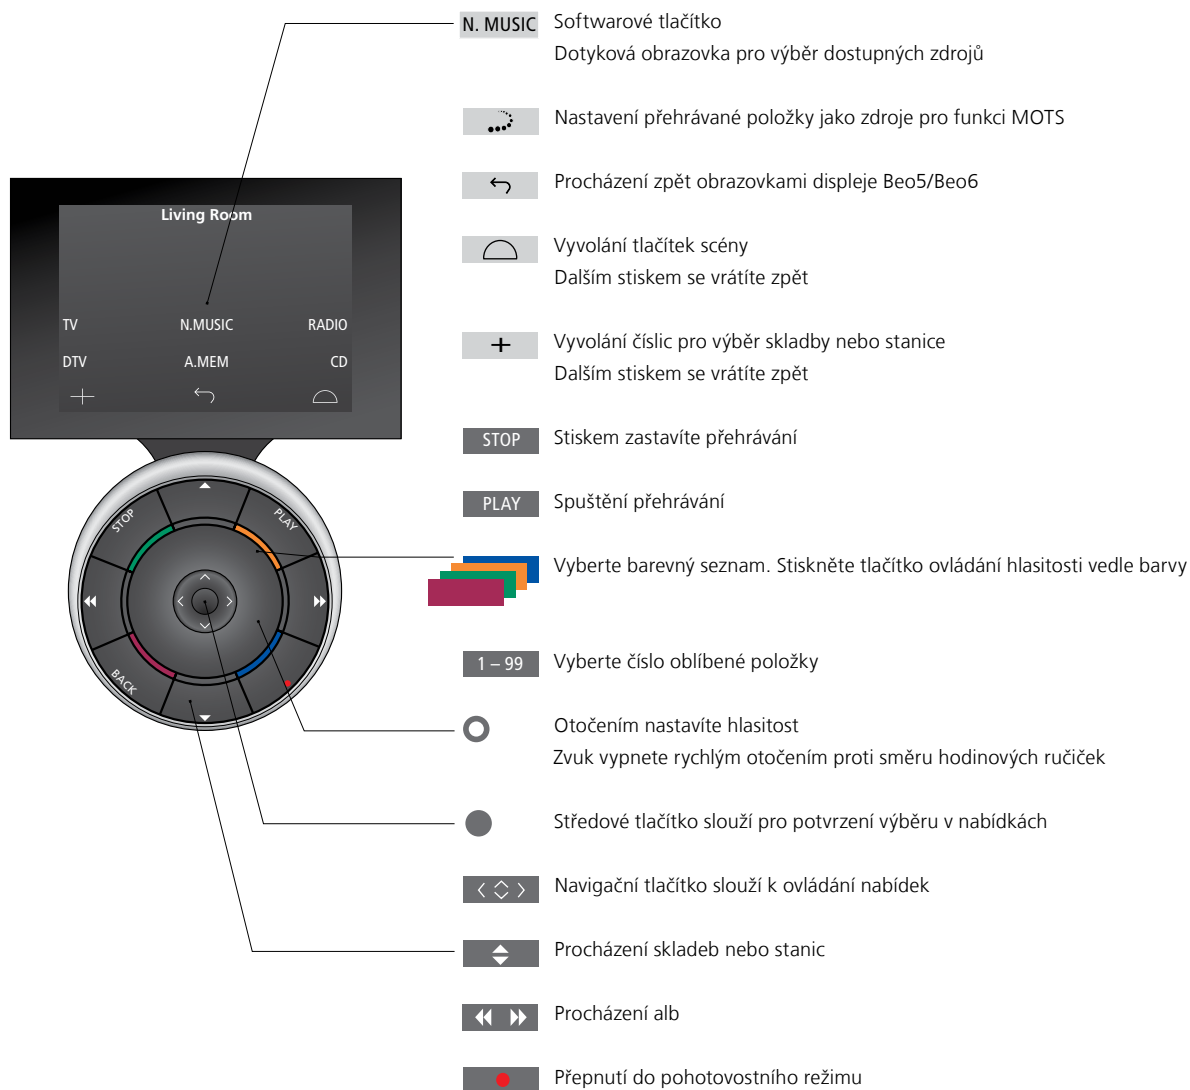 N. MUSIC Softwarové tlačítko
Dotyková obrazovka pro výběr dostupných zdrojů
Nastavení přehrávané položky jako zdroje pro funkci MOTS
Procházení zpět obrazovkami displeje Beo5/Beo6
Living Room
Vyvolání tlačítek scény
Dalším stiskem se vrátíte zpět
TV N.MUSIC RADIO
Vyvolání číslic pro výběr skladby nebo stanice
DTV A.MEM CD
Dalším stiskem se vrátíte zpět
STOP Stiskem zastavíte přehrávání
PLAY Spuštění přehrávání
STOP PLAY
Vyberte barevný seznam. Stiskněte tlačítko ovládání hlasitosti vedle barvy
1 – 99 Vyberte číslo oblíbené položky
BACK
Otočením nastavíte hlasitost
Zvuk vypnete rychlým otočením proti směru hodinových ručiček
Středové tlačítko slouží pro potvrzení výběru v nabídkách
Navigační tlačítko slouží k ovládání nabídek
Procházení skladeb nebo stanic
Procházení alb
Přepnutí do pohotovostního režimu